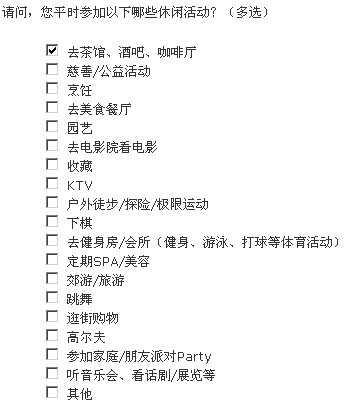 请问，您平时参加以下哪些休闲活动？（多选）
去茶馆、酒吧、咖啡厅
慈善/公益活动
烹饪
去美食餐厅
园艺
去电影院看电影
收藏
KTV
户外徒步/探险/极限运动
下棋
去健身房/会所（健身、游泳、打球等体育活动）
定期SPA/美容
郊游/旅游
跳舞
逛街购物
高尔夫
参加家庭/朋友派对Party
听音乐会、看话剧/展览等
其他